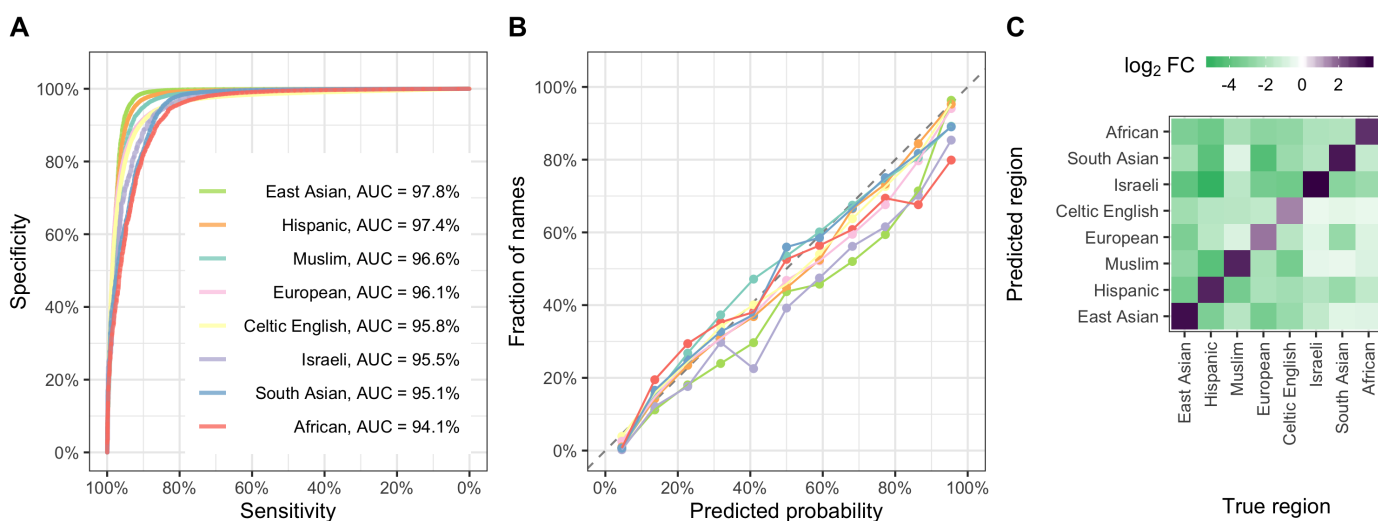 A
Specificity
100%
80%
60%
40%
20%
0%
East Asian, AUC = 97.8%
Hispanic, AUC = 97.4%
Muslim, AUC = 96.6%
European, AUC = 96.1%
Celtic English, AUC = 95.8%
Israeli, AUC = 95.5%
South Asian, AUC = 95.1%
African, AUC = 94.1%
100% 80% 60% 40% 20% 0%
Sensitivity
B
Fraction of names
100%
80%
60%
40%
20%
0%
0% 20% 40% 60% 80% 100%
Predicted probability
C
log₂ FC
-4 -2 0 2
Predicted region
African
South Asian
Israeli
Celtic English
European
Muslim
Hispanic
East Asian
East Asian
Hispanic
Muslim
European
Celtic English
Israeli
South Asian
African
True region